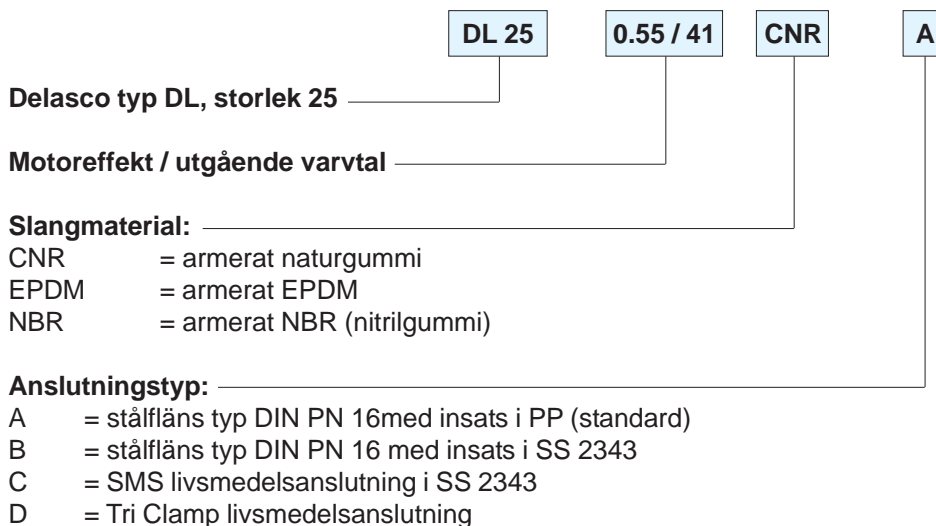 DL 25 0.55 / 41 CNR A
Delasco typ DL, storlek 25
Motoreffekt / utgående varvtal
Slangmaterial:
CNR = armerat naturgummi
EPDM = armerat EPDM
NBR = armerat NBR (nitrilgummi)
Anslutningstyp:
A = stålfläns typ DIN PN 16med insats i PP (standard)
B = stålfläns typ DIN PN 16 med insats i SS 2343
C = SMS livsmedelsanslutning i SS 2343
D = Tri Clamp livsmedelsanslutning